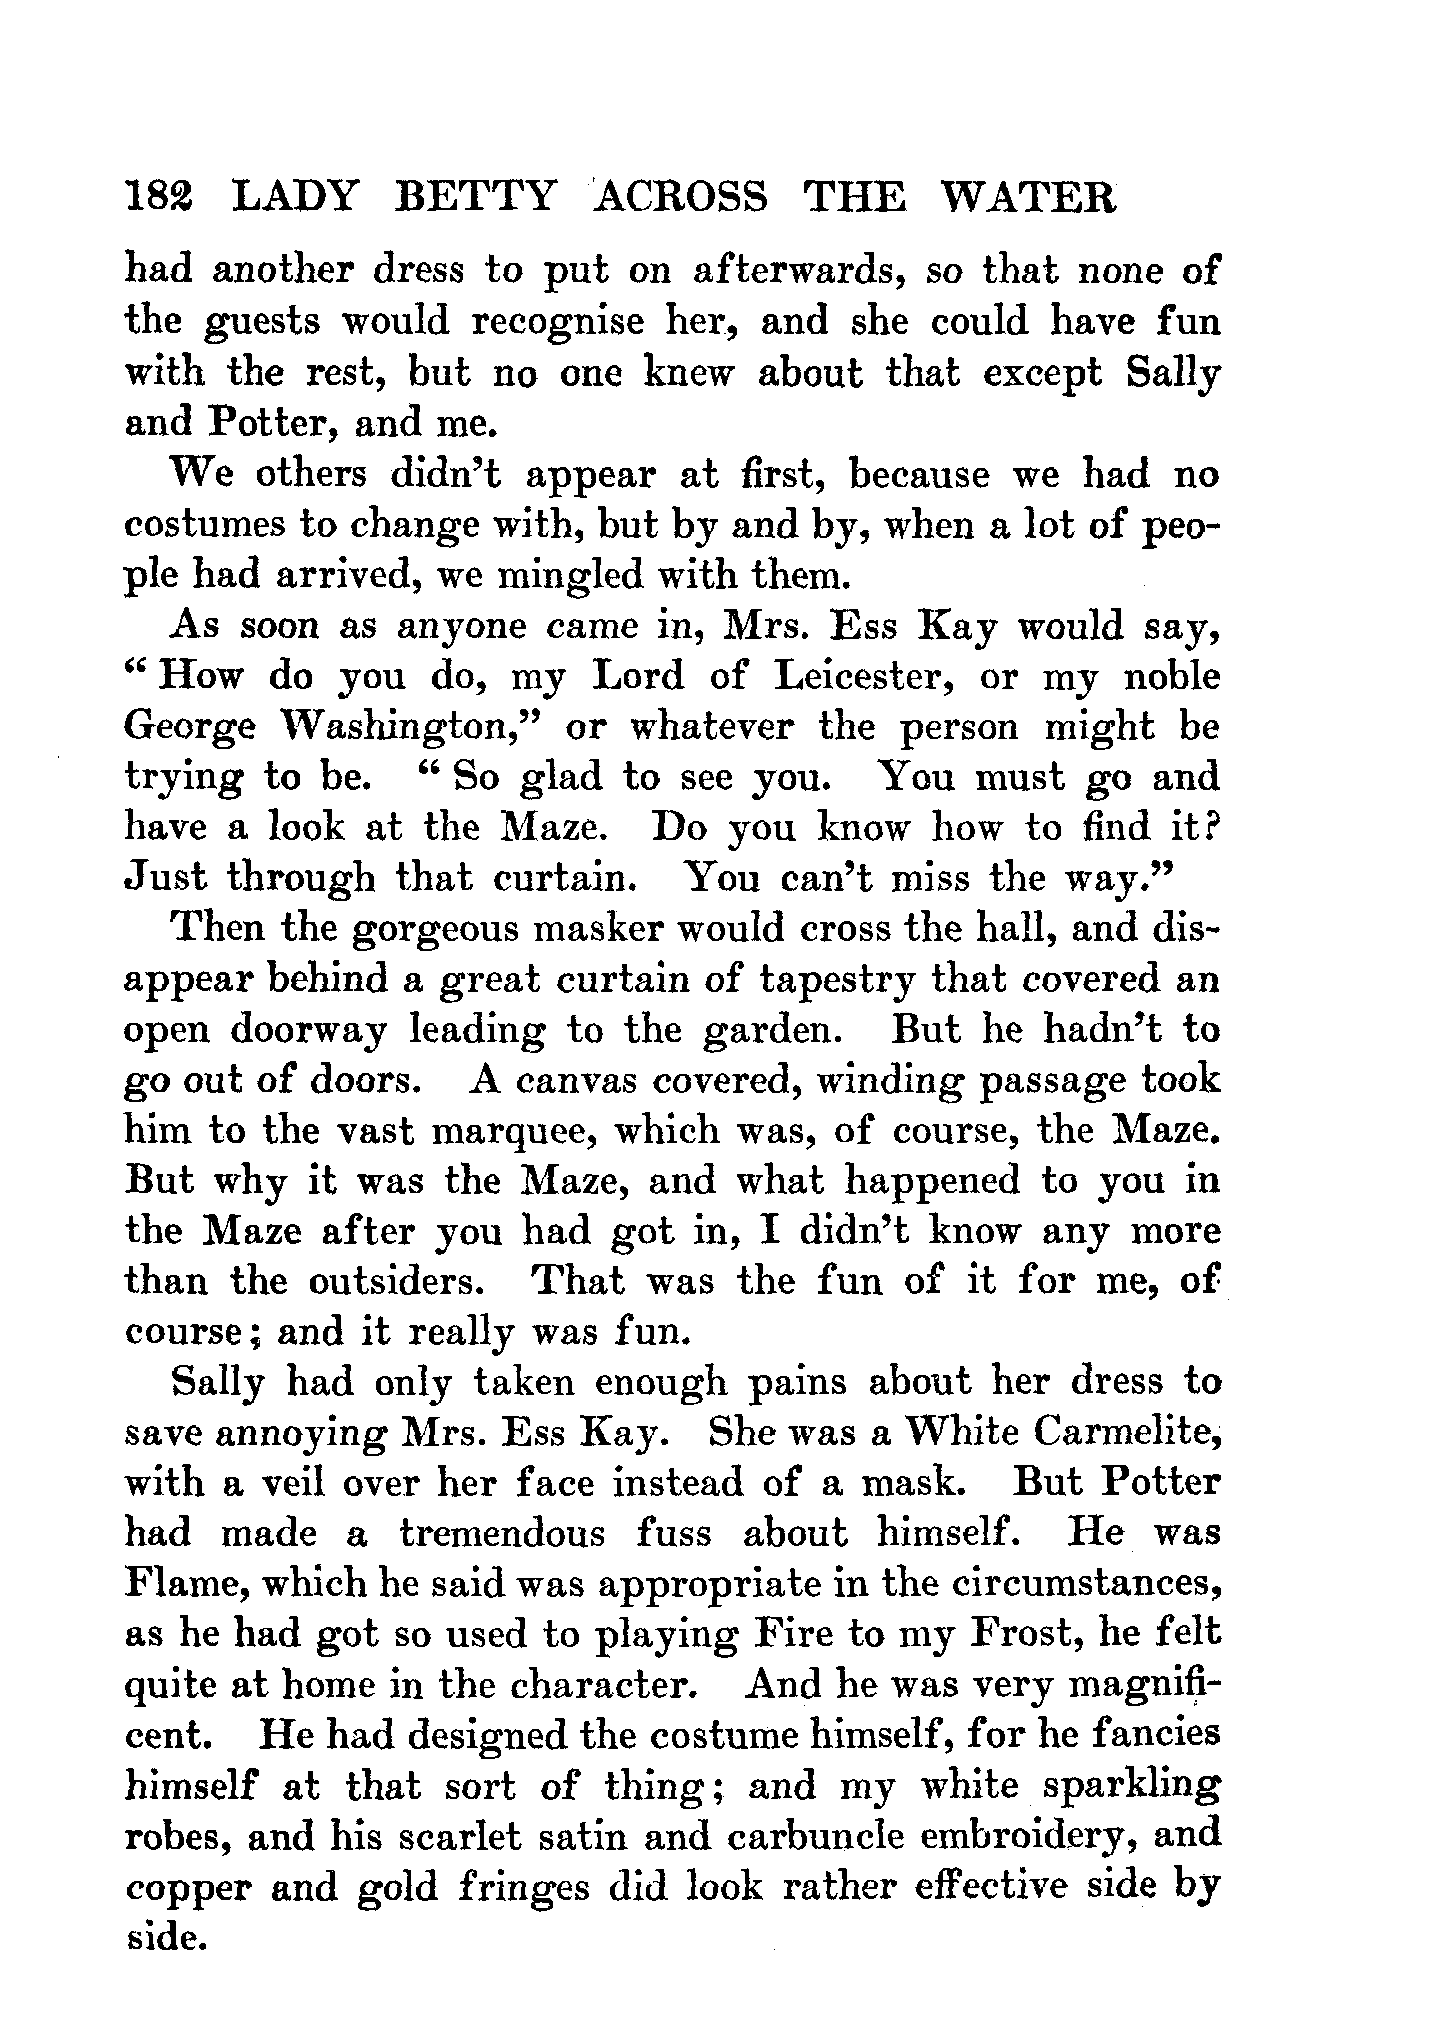 182 LADY BETTY ACROSS THE WATER
had another dress to put on afterwards, so that none of
the guests would recognise her, and she could have fun
with the rest, but no one knew about that except Sally
and Potter, and me.
We others didn't appear at first, because we had no
costumes to change with, but by and by, when a lot of peo-
ple had arrived, we mingled with them.
As soon as anyone came in, Mrs. Ess Kay would say,
“How do you do, my Lord of Leicester, or my noble
George Washington,” or whatever the person might be
trying to be. “So glad to see you. You must go and
have a look at the Maze. Do you know how to find it?
Just through that curtain. You can't miss the way.”
Then the gorgeous masker would cross the hall, and dis-
appear behind a great curtain of tapestry that covered an
open doorway leading to the garden. But he hadn't to
go out of doors. A canvas covered, winding passage took
him to the vast marquee, which was, of course, the Maze.
But why it was the Maze, and what happened to you in
the Maze after you had got in, I didn't know any more
than the outsiders. That was the fun of it for me, of
course; and it really was fun.
Sally had only taken enough pains about her dress to
save annoying Mrs. Ess Kay. She was a White Carmelite,
with a veil over her face instead of a mask. But Potter
had made a tremendous fuss about himself. He was
Flame, which he said was appropriate in the circumstances,
as he had got so used to playing Fire to my Frost, he felt
quite at home in the character. And he was very magnifi-
cent. He had designed the costume himself, for he fancies
himself at that sort of thing; and my white sparkling
robes, and his scarlet satin and carbuncle embroidery, and
copper and gold fringes did look rather effective side by
side.